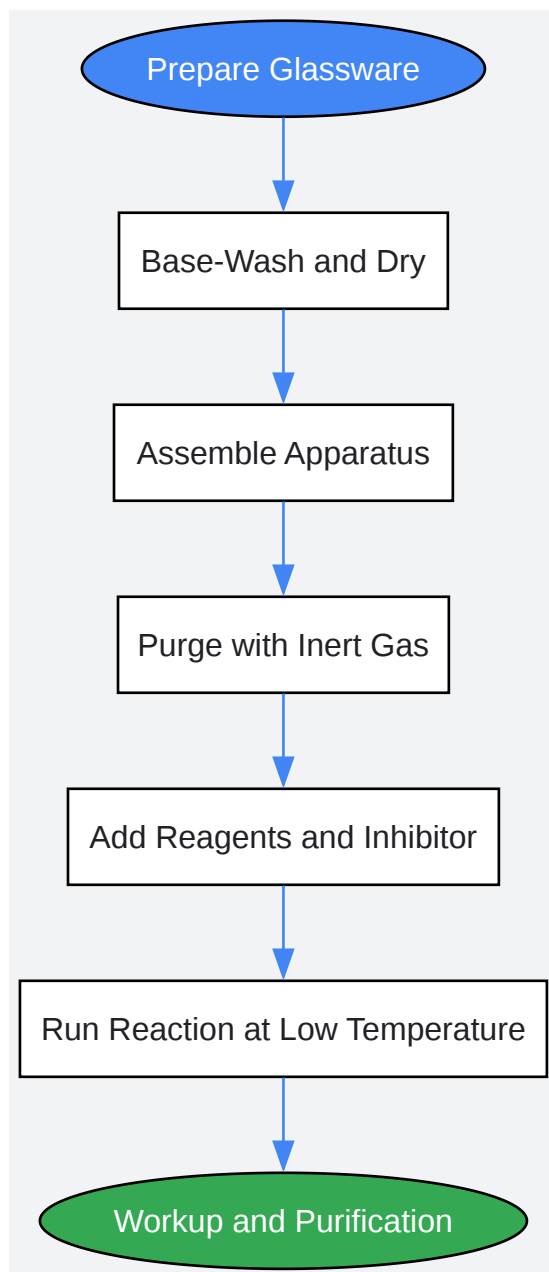 Prepare Glassware
Base-Wash and Dry
Assemble Apparatus
Purge with Inert Gas
Add Reagents and Inhibitor
Run Reaction at Low Temperature
Workup and Purification